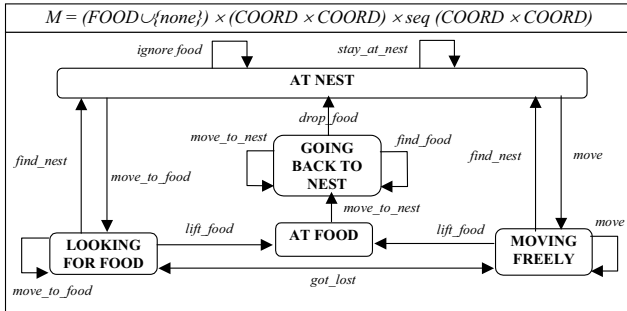 M = (FOOD∪{none}) × (COORD × COORD) × seq (COORD × COORD)
ignore food
stay_at_nest
AT NEST
drop_food
move_to_nest
find_food
GOING
BACK TO
NEST
find_nest
find_nest
move
move_to_food
move_to_nest
lift_food
lift_food
move
LOOKING
FOR FOOD
AT FOOD
MOVING
FREELY
got_lost
move_to_food